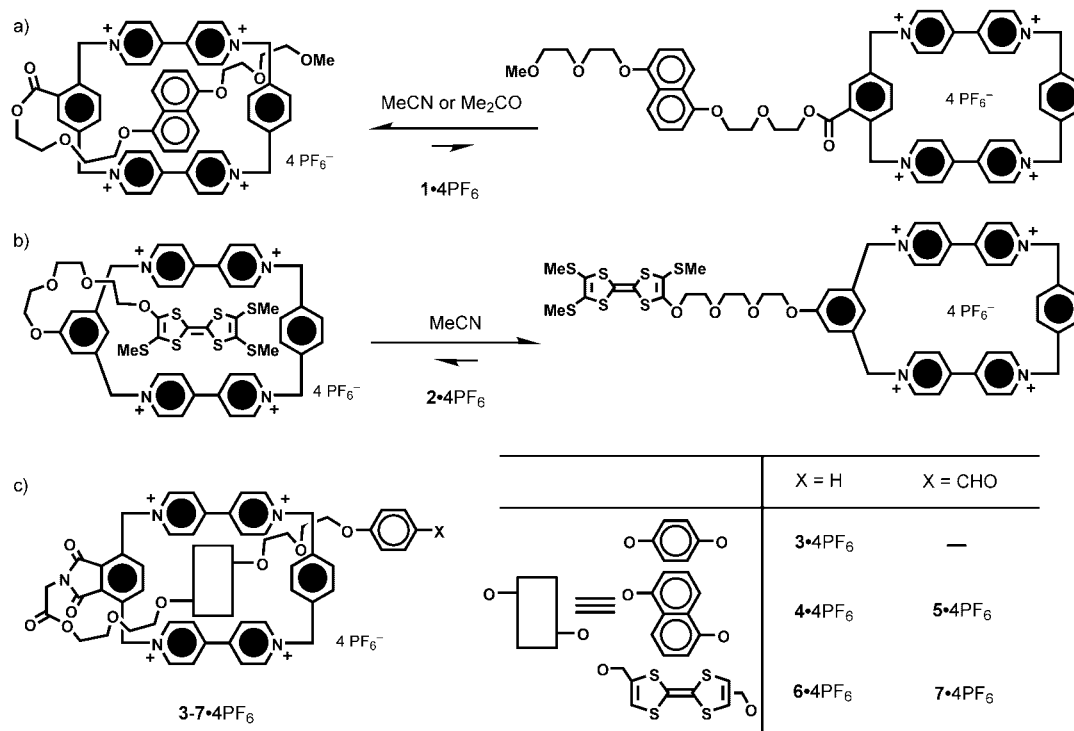 a)
+ +
N N
OMe
O O
O
O
O O O
N N
+ +
4 PF6–
MeCN or Me2CO
1•4PF6
MeO O O
O O O
O
+ +
N N
4 PF6–
N N
+ +
b)
+ +
N N
O O
O O
S S SMe
MeS S S SMe
N N
+ +
4 PF6–
MeCN
2•4PF6
MeS S S SMe
MeS S S O O O O
+ +
N N
4 PF6–
N N
+ +
c)
+ +
N N
O O O X
O
N
O
O O O O
N N
+ +
4 PF6–
3-7•4PF6
X = H X = CHO
O O 3•4PF6 —
O O O O 4•4PF6 5•4PF6
O S S S S O 6•4PF6 7•4PF6